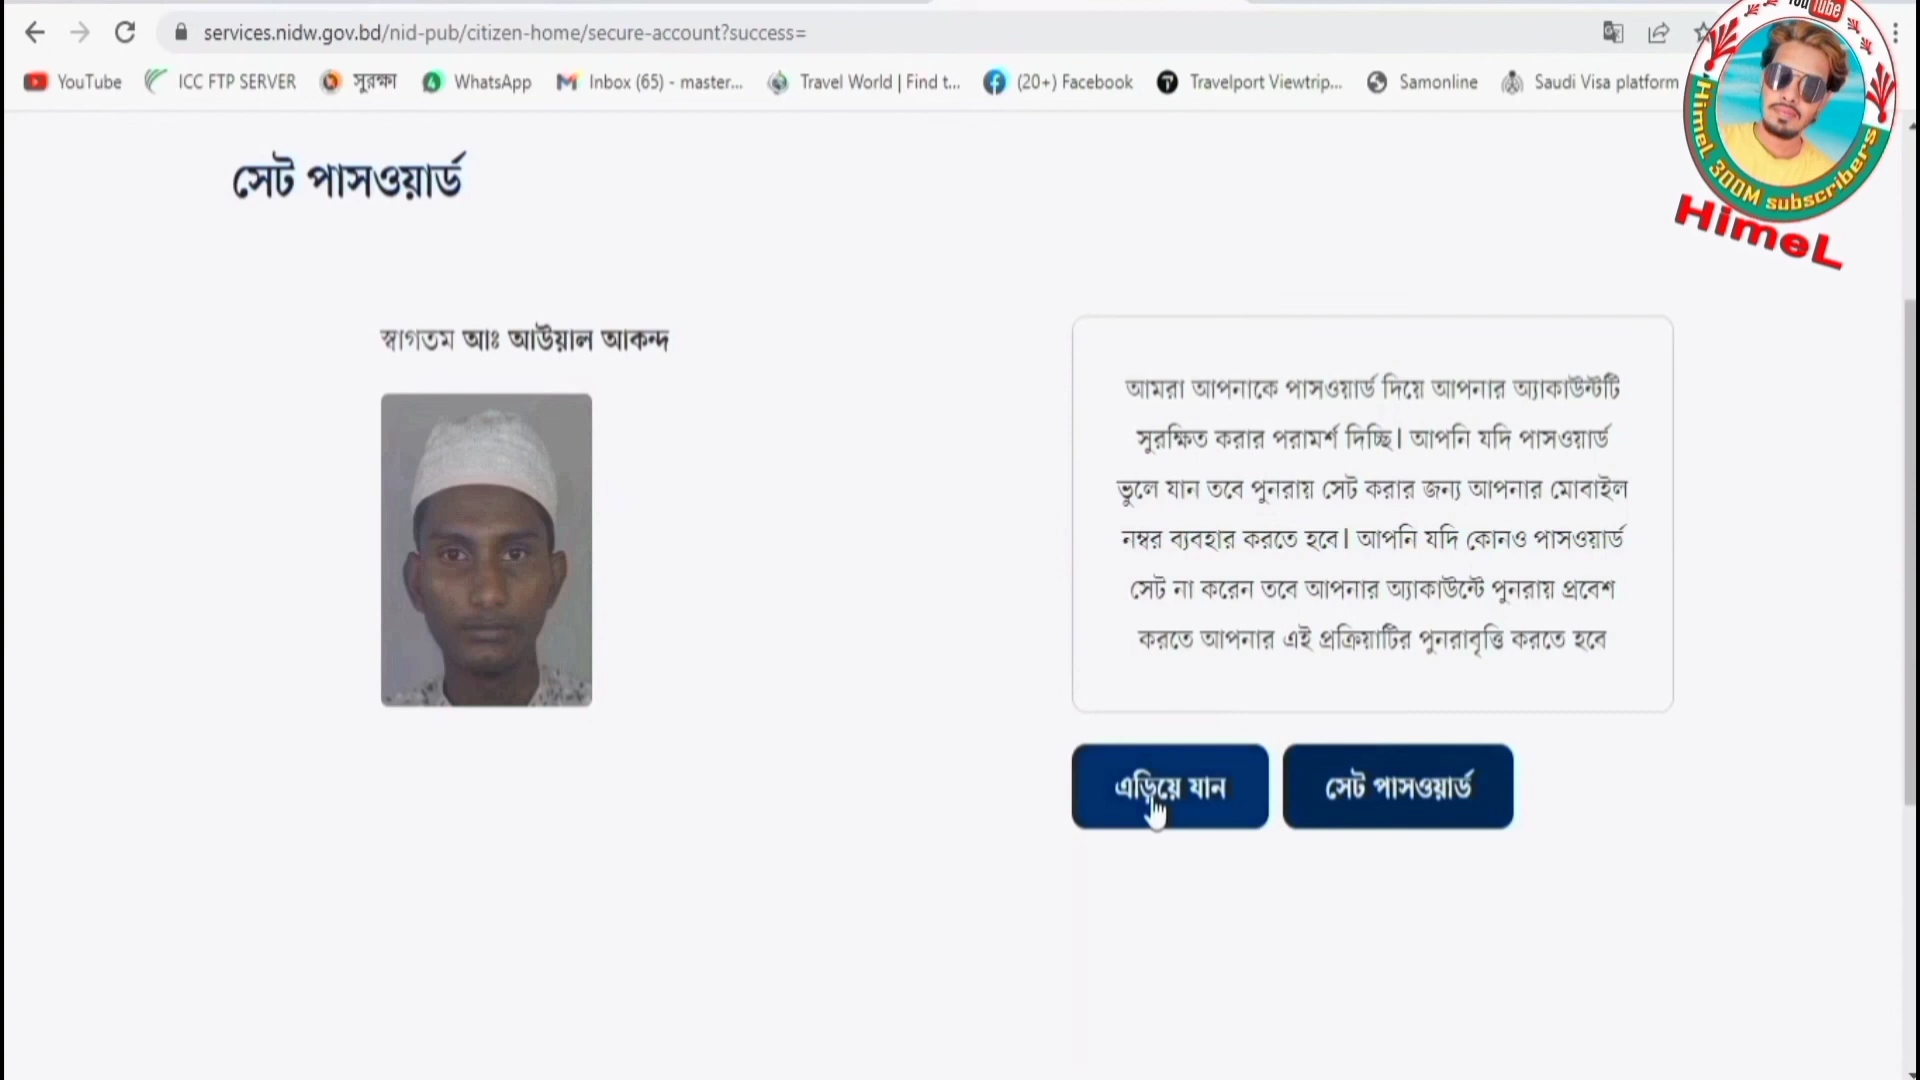 services.nidw.gov.bd/nid-pub/citizen-home/secure-account?success=
YouTube
ICC FTP SERVER
সুরক্ষা
WhatsApp
Inbox (65) - master...
Travel World | Find t...
(20+) Facebook
Travelport Viewtrip...
Samonline
Saudi Visa platform
YouTube
HimeL 300M subscribers
HimeL
সেট পাসওয়ার্ড
স্বাগতম আঃ আউয়াল আকন্দ
আমরা আপনাকে পাসওয়ার্ড দিয়ে আপনার অ্যাকাউন্টটি
সুরক্ষিত করার পরামর্শ দিচ্ছি। আপনি যদি পাসওয়ার্ড
ভুলে যান তবে পুনরায় সেট করার জন্য আপনার মোবাইল
নম্বর ব্যবহার করতে হবে। আপনি যদি কোনও পাসওয়ার্ড
সেট না করেন তবে আপনার অ্যাকাউন্টে পুনরায় প্রবেশ
করতে আপনার এই প্রক্রিয়াটির পুনরাবৃত্তি করতে হবে
এড়িয়ে যান
সেট পাসওয়ার্ড